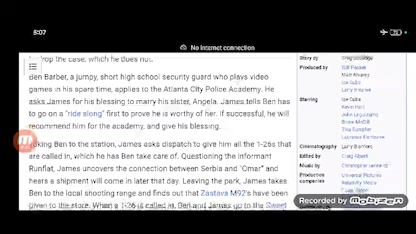 6:07
No internet connection
the case, which he does not.
Ben Barber, a jumpy, short high school security guard who plays video
games in his spare time, applies to the Atlanta City Police Academy. He
asks James for his blessing to marry his sister, Angela. James tells Ben has
to go on a "ride along" first to prove he is worthy of her. If successful, he will
recommend him for the academy, and give his blessing.
Taking Ben to the station, James asks dispatch to give him all the 1-26s that
are called in, which he has Ben take care of. Questioning the informant
Runflat, James uncovers the connection between Serbia and "Omar" and
hears a shipment will come in later that day. Leaving the park, James takes
Ben to the local shooting range and finds out that Zastava M92's have been
given to the store. When a 1-26 is called in, Ben and James go to the Sweet
Story by
Produced by
Will Packer
Matt Alvarez
Ice Cube
Larry Brezner
Starring
Ice Cube
Kevin Hart
John Leguizamo
Bruce McGill
Tika Sumpter
Laurence Fishburne
Cinematography
Larry Blanford
Edited by
Craig Alpert
Music by
Christopher Lennertz
Production
companies
Universal Pictures
Relativity Media
Recorded by
mobizen